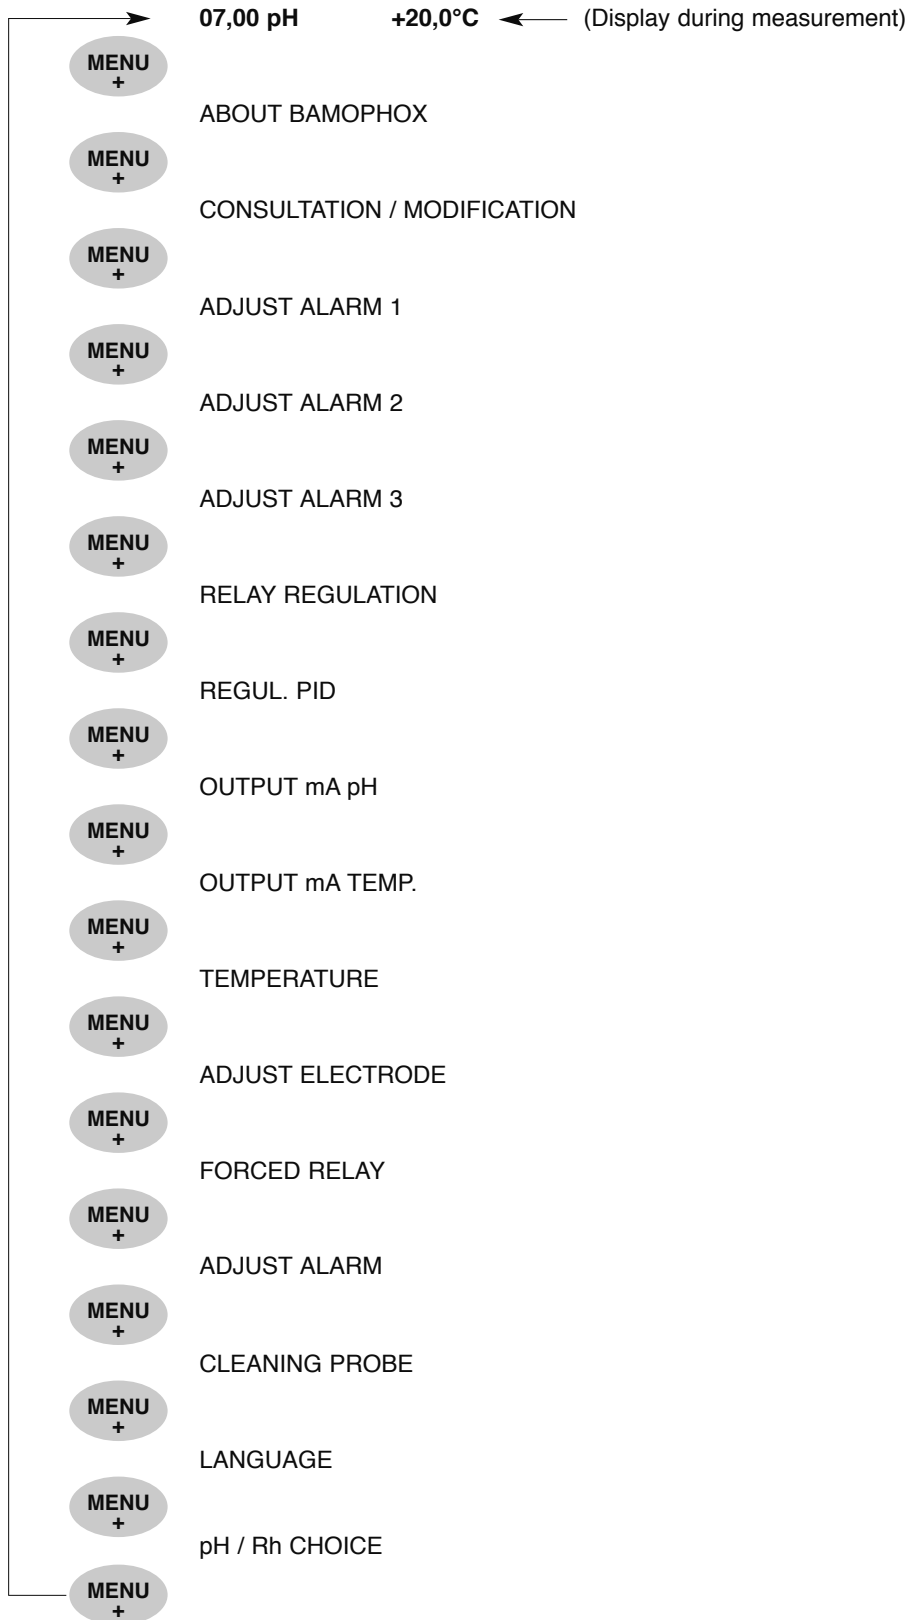 07,00 pH +20,0°C (Display during measurement)
MENU
+
ABOUT BAMOPHOX
MENU
+
CONSULTATION / MODIFICATION
MENU
+
ADJUST ALARM 1
MENU
+
ADJUST ALARM 2
MENU
+
ADJUST ALARM 3
MENU
+
RELAY REGULATION
MENU
+
REGUL. PID
MENU
+
OUTPUT mA pH
MENU
+
OUTPUT mA TEMP.
MENU
+
TEMPERATURE
MENU
+
ADJUST ELECTRODE
MENU
+
FORCED RELAY
MENU
+
ADJUST ALARM
MENU
+
CLEANING PROBE
MENU
+
LANGUAGE
MENU
+
pH / Rh CHOICE
MENU
+